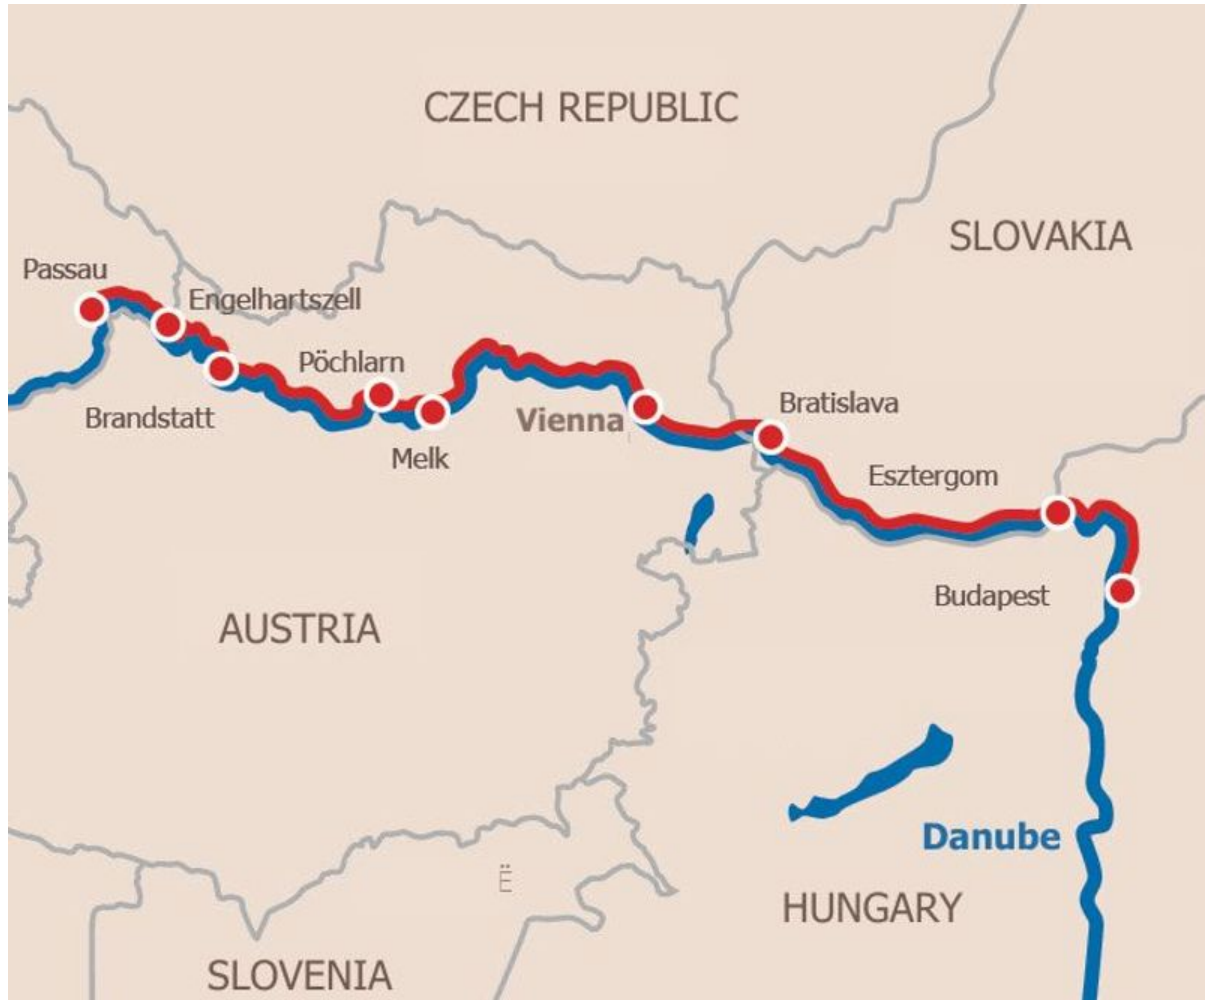 CZECH REPUBLIC
SLOVAKIA
Passau
Engelhartszell
Pöchlarn
Brandstatt
Vienna
Bratislava
Melk
Esztergom
Budapest
AUSTRIA
Danube
Ë
HUNGARY
SLOVENIA